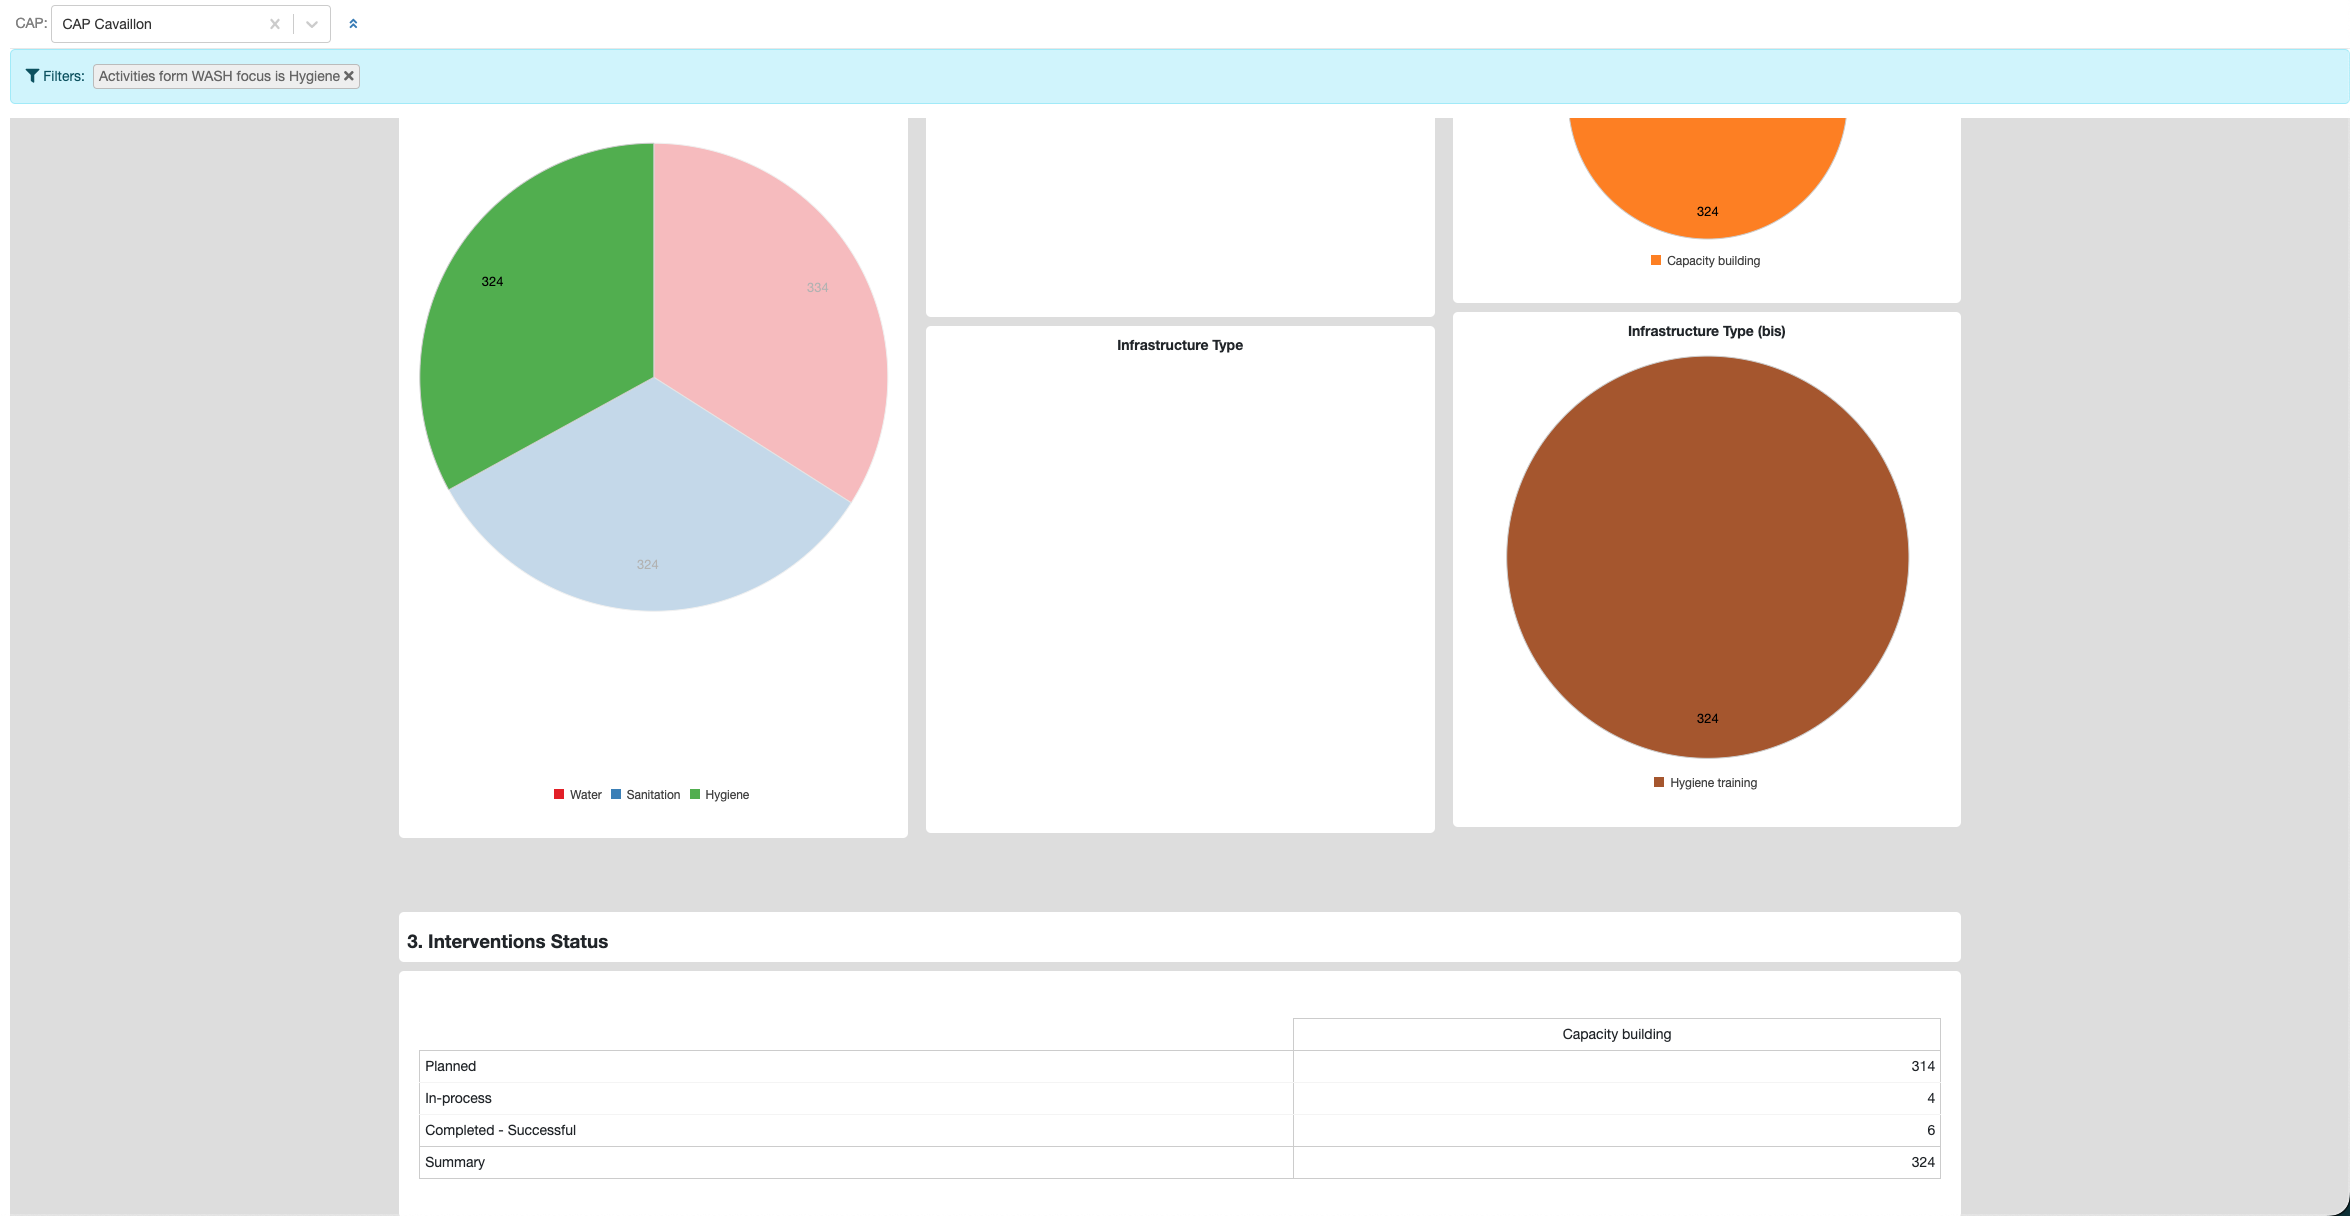 CAP: CAP Cavaillon
Filters: Activities form WASH focus is Hygiene
324
334
324
Water Sanitation Hygiene
Infrastructure Type
324
Capacity building
Infrastructure Type (bis)
324
Hygiene training
3. Interventions Status
Capacity building
Planned 314
In-process 4
Completed - Successful 6
Summary 324